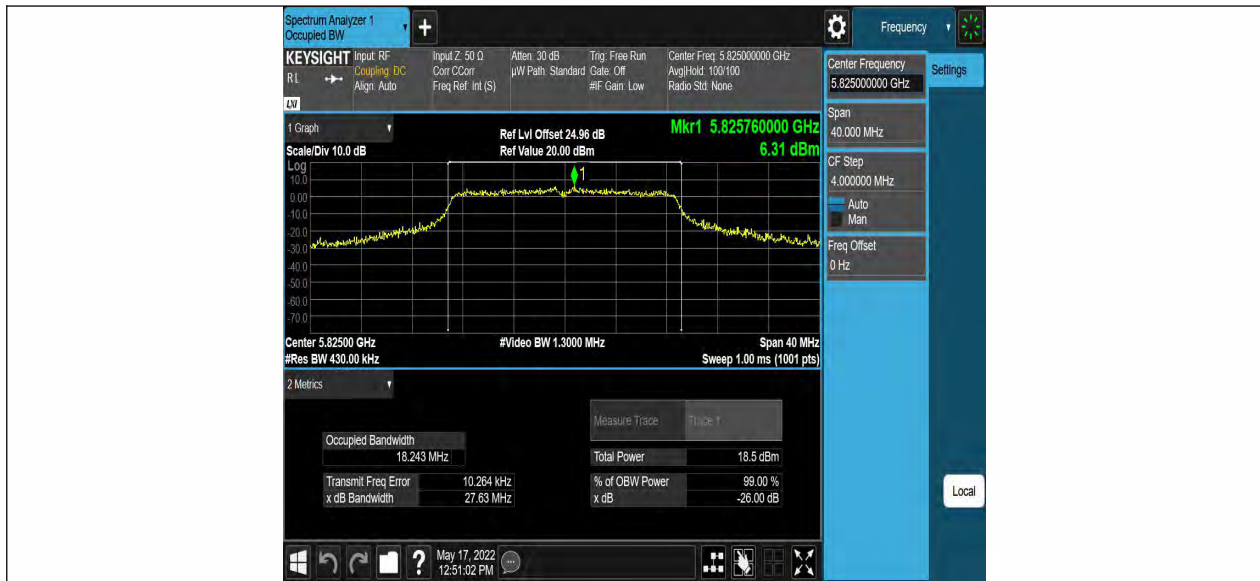 Spectrum Analyzer 1
Occupied BW
Frequency
KEYSIGHT
Input: RF
Coupling: DC
Align: Auto
Input Z: 50 Ω
Corr CCorr
Freq Ref: Int (S)
Atten: 30 dB
µW Path: Standard
Trig: Free Run
Gate: Off
#IF Gain: Low
Center Freq: 5.825000000 GHz
Avg|Hold: 100/100
Radio Std: None
R L
LXI
1 Graph
Scale/Div 10.0 dB
Ref Lvl Offset 24.96 dB
Ref Value 20.00 dBm
Mkr1 5.825760000 GHz
6.31 dBm
Log
10.0
0.00
-10.0
-20.0
-30.0
-40.0
-50.0
-60.0
-70.0
1
Center 5.82500 GHz
#Res BW 430.00 kHz
#Video BW 1.3000 MHz
Span 40 MHz
Sweep 1.00 ms (1001 pts)
2 Metrics
Measure Trace
Trace 1
Occupied Bandwidth
18.243 MHz
Total Power
18.5 dBm
Transmit Freq Error
10.264 kHz
% of OBW Power
99.00 %
x dB Bandwidth
27.63 MHz
x dB
-26.00 dB
Center Frequency
5.825000000 GHz
Settings
Span
40.000 MHz
CF Step
4.000000 MHz
Auto
Man
Freq Offset
0 Hz
Local
?
May 17, 2022
12:51:02 PM